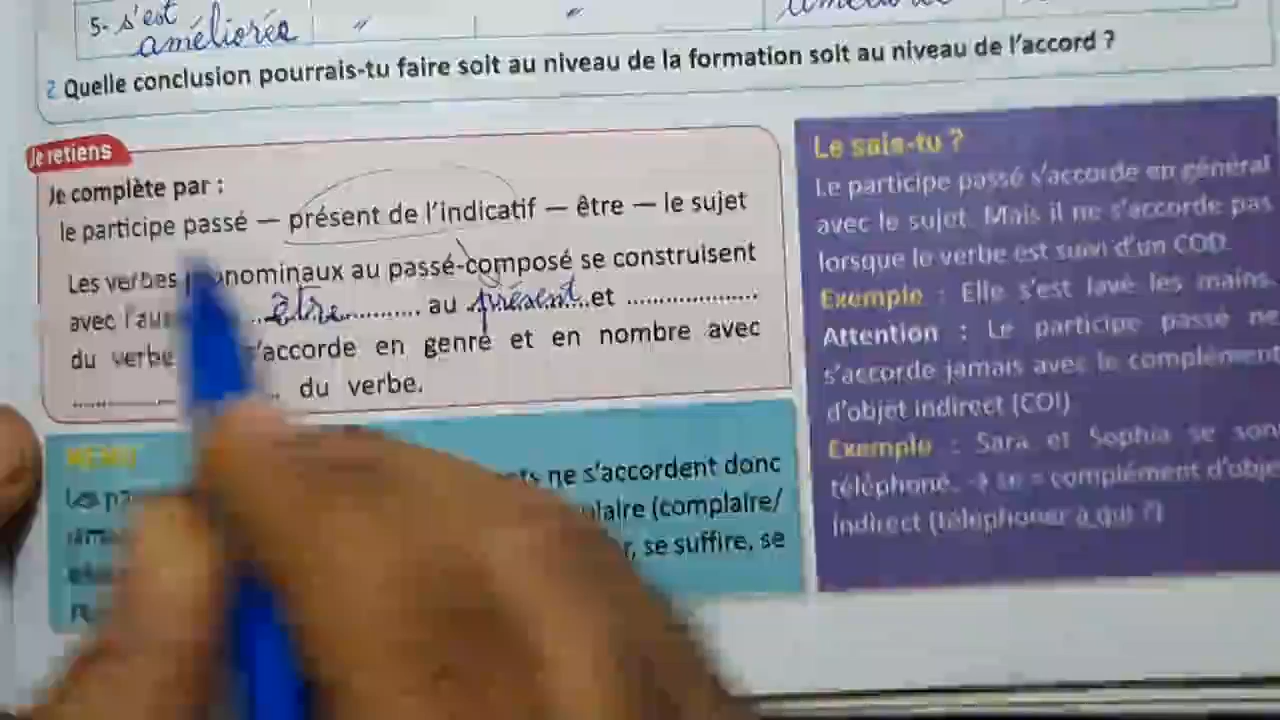 5- s'est
améliorée " "
2 Quelle conclusion pourrais-tu faire soit au niveau de la formation soit au niveau de l'accord ?
Je retiens
Je complète par :
le participe passé — présent de l'indicatif — être — le sujet
Les verbes pronominaux au passé-composé se construisent
avec l'aux être au présent et ....................
du verbe s'accorde en genre et en nombre avec
.................... du verbe.
MEMO
ne s'accordent donc
(complaire/
se suffire, se
Le sais-tu ?
Le participe passé s'accorde en général
avec le sujet. Mais il ne s'accorde pas
lorsque le verbe est suivi d'un COD.
Exemple : Elle s'est lavé les mains.
Attention : Le participe passé ne
s'accorde jamais avec le complément
d'objet indirect (COI)
Exemple : Sara et Sophia se son
téléphoné. → se = complément d'obje
indirect (téléphoner à qui ?)